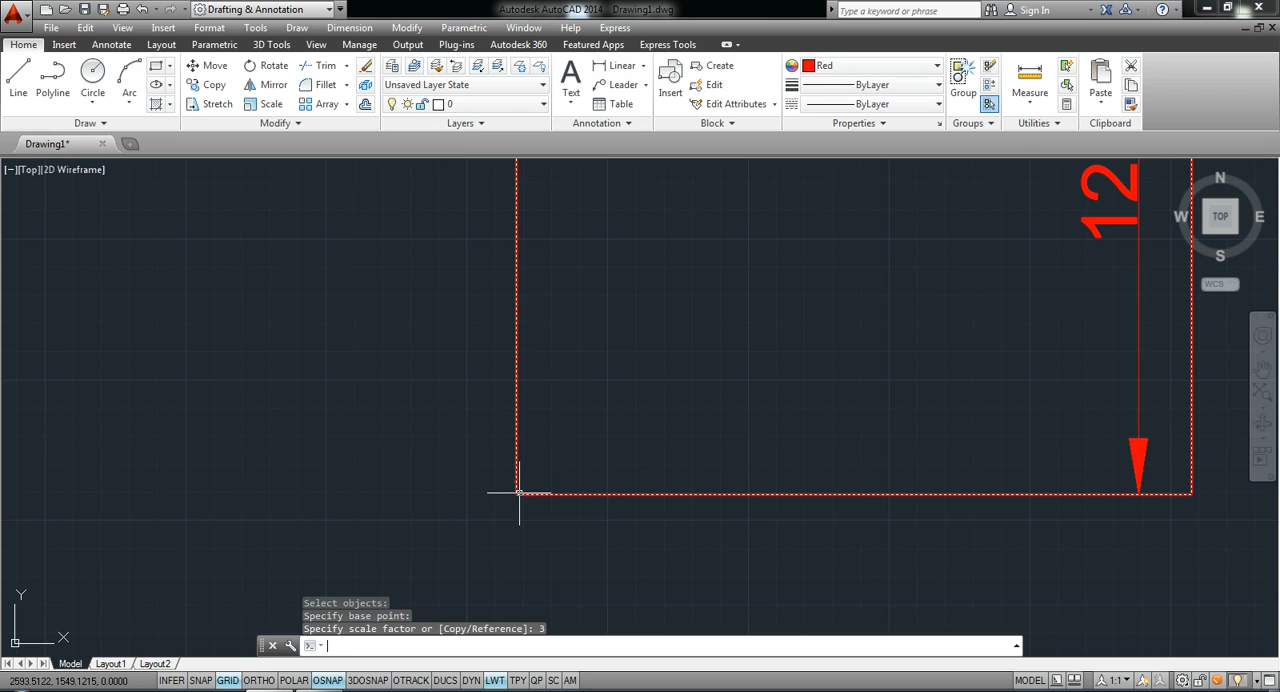 Drafting & Annotation
Autodesk AutoCAD 2014 Drawing1.dwg
Type a keyword or phrase
Sign In
File Edit View Insert Format Tools Draw Dimension Modify Parametric Window Help Express
Home Insert Annotate Layout Parametric 3D Tools View Manage Output Plug-ins Autodesk 360 Featured Apps Express Tools
Line Polyline Circle Arc
Move Rotate Trim
Copy Mirror Fillet
Stretch Scale Array
Unsaved Layer State
0
Text
Linear
Leader
Table
Insert
Create
Edit
Edit Attributes
Red
ByLayer
ByLayer
Group
Measure
Paste
Draw Modify Layers Annotation Block Properties Groups Utilities Clipboard
Drawing1*
[−][Top][2D Wireframe]
12
N
W TOP E
S
WCS
Y
X
Select objects:
Specify base point:
Specify scale factor or [Copy/Reference]: 3
Model Layout1 Layout2
2593.5122, 1549.1215, 0.0000 INFER SNAP GRID ORTHO POLAR OSNAP 3DOSNAP OTRACK DUCS DYN LWT TPY QP SC AM MODEL 1:1